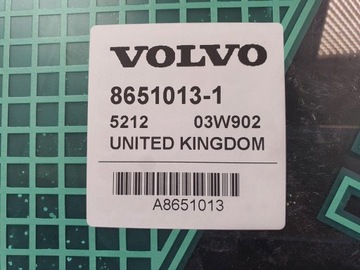 VOLVO
8651013-1
5212 03W902
UNITED KINGDOM
A8651013